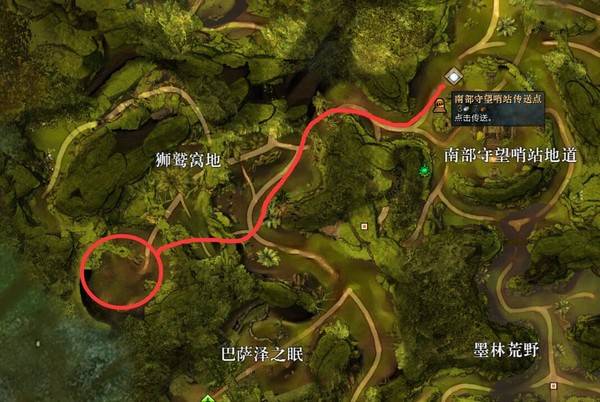 南部守望哨站传送点
点击传送。
狮鹫窝地
南部守望哨站地道
巴萨泽之眠
墨林荒野